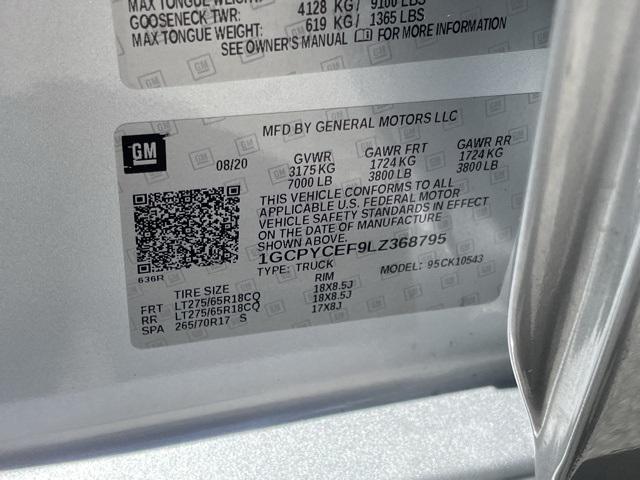 MAX TONGUE WEIGHT:
4128 KG / 9100 LBS
GOOSENECK TWR: 619 KG / 1365 LBS
MAX TONGUE WEIGHT:
SEE OWNER'S MANUAL FOR MORE INFORMATION
GM
MFD BY GENERAL MOTORS LLC
08/20
GVWR GAWR FRT GAWR RR
3175 KG 1724 KG 1724 KG
7000 LB 3800 LB 3800 LB
THIS VEHICLE CONFORMS TO ALL
APPLICABLE U.S. FEDERAL MOTOR
VEHICLE SAFETY STANDARDS IN EFFECT
ON THE DATE OF MANUFACTURE
SHOWN ABOVE.
1GCPYCEF9LZ368795
TYPE: TRUCK MODEL: 95CK10543
636R
TIRE SIZE RIM
FRT LT275/65R18CQ 18X8.5J
RR LT275/65R18CQ 18X8.5J
SPA 265/70R17 S 17X8J